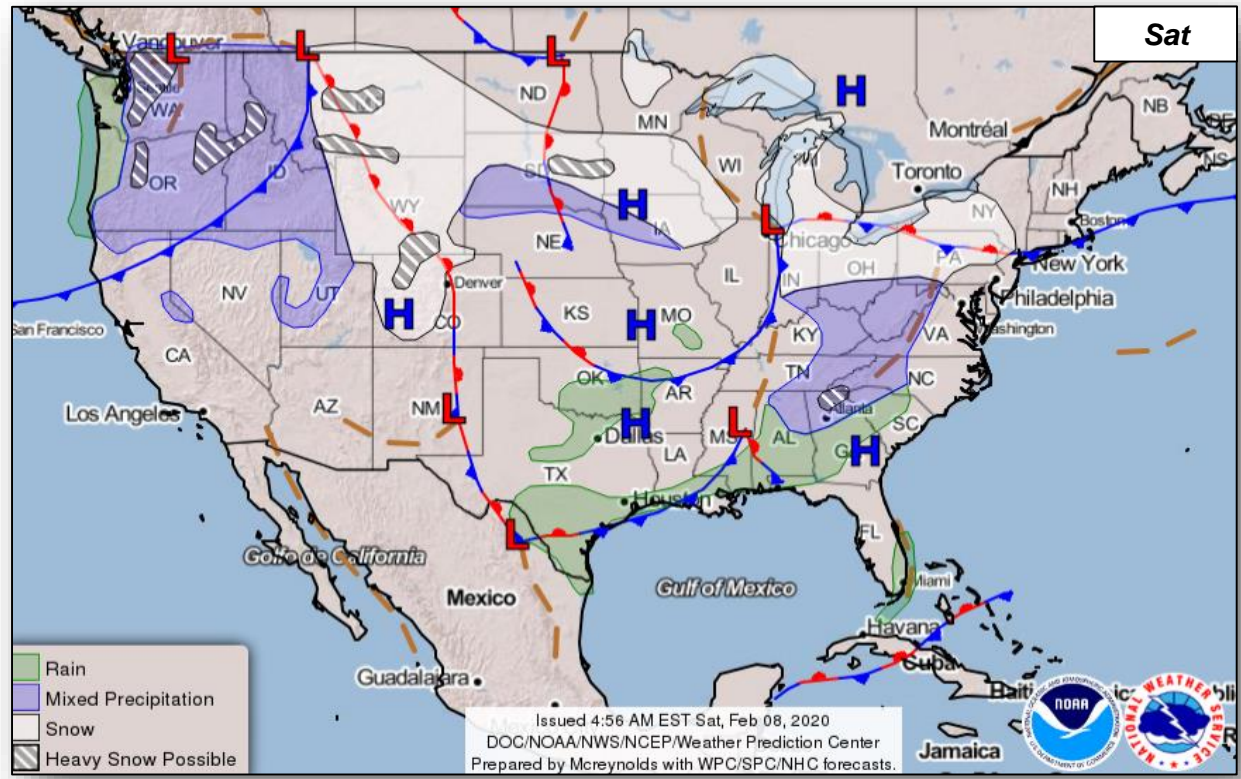 Sat
Vancouver
L
L
L
H
ND
MN
Montréal
NB
WA
WI
Toronto
NS
OR
ID
SD
NH
WY
H
IA
NY
Boston
L
Chicago
NE
PA
New York
IL
IN
OH
Denver
NV
UT
Philadelphia
H
CO
KS
H
MO
KY
VA
Washington
San Francisco
CA
TN
OK
NC
AR
Los Angeles
AZ
NM
L
H
Dallas
L
Atlanta
SC
MS
AL
GA
H
LA
TX
Houston
L
FL
Golfo de California
Mexico
Gulf of Mexico
Miami
Havana
Cuba
Guadalajara
Haiti
Jamaica
Rain
Mixed Precipitation
Snow
Heavy Snow Possible
Issued 4:56 AM EST Sat, Feb 08, 2020
DOC/NOAA/NWS/NCEP/Weather Prediction Center
Prepared by Mcreynolds with WPC/SPC/NHC forecasts.
NOAA
NATIONAL WEATHER SERVICE